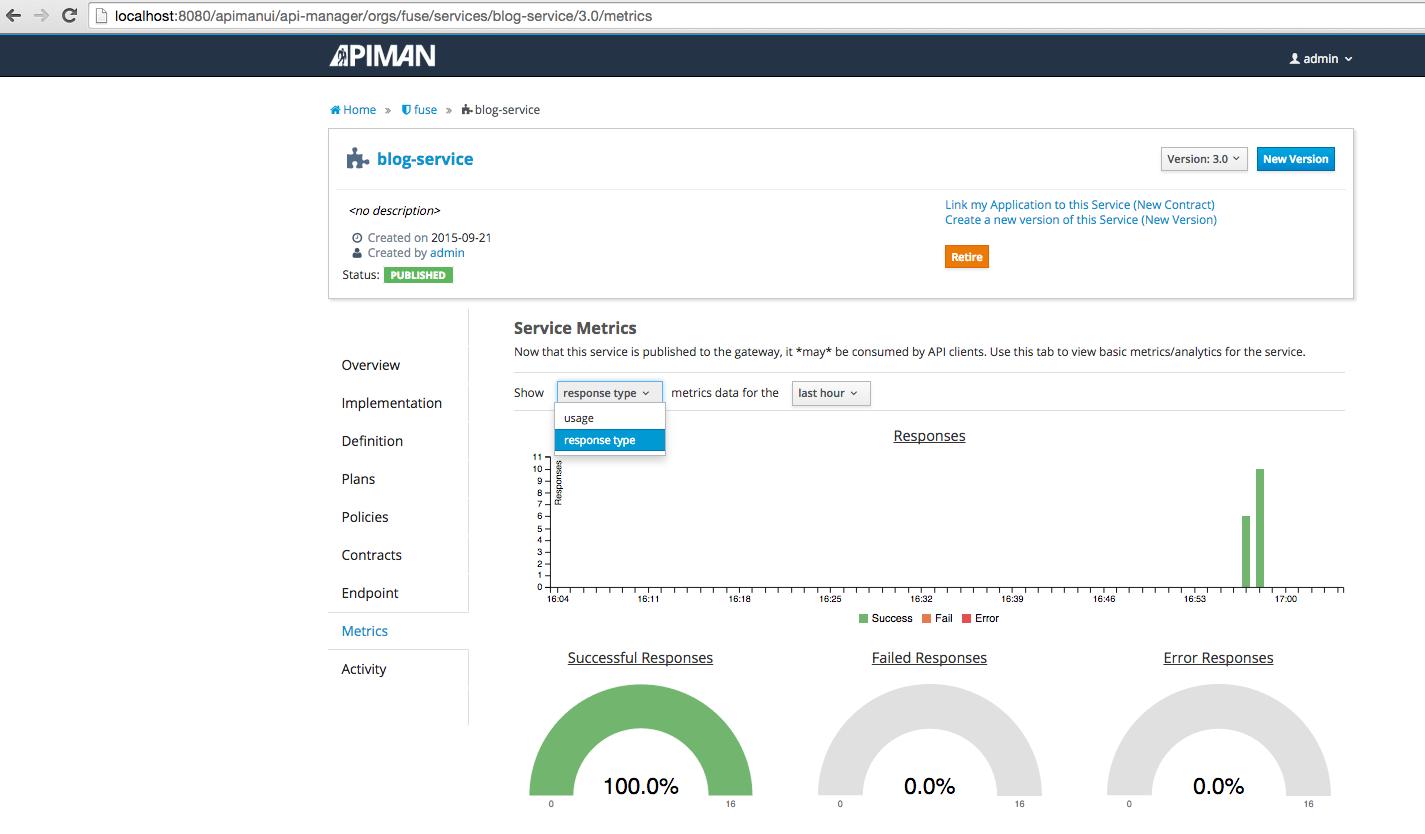 localhost:8080/apimanui/api-manager/orgs/fuse/services/blog-service/3.0/metrics
APIMAN
admin
Home » fuse » blog-service
blog-service
Version: 3.0
New Version
<no description>
Link my Application to this Service (New Contract)
Create a new version of this Service (New Version)
Created on 2015-09-21
Created by admin
Retire
Status: PUBLISHED
Overview
Implementation
Definition
Plans
Policies
Contracts
Endpoint
Metrics
Activity
Service Metrics
Now that this service is published to the gateway, it *may* be consumed by API clients. Use this tab to view basic metrics/analytics for the service.
Show response type metrics data for the last hour
usage
response type
Responses
Responses
11
10
9
8
7
6
5
4
3
2
1
0
16:04 16:11 16:18 16:25 16:32 16:39 16:46 16:53 17:00
Success Fail Error
Successful Responses
100.0%
0 16
Failed Responses
0.0%
0 16
Error Responses
0.0%
0 16